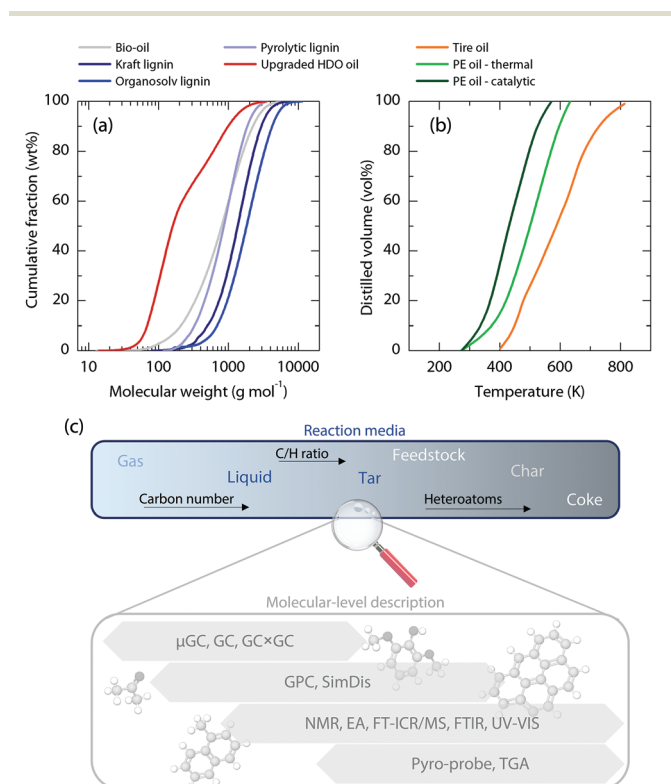 Bio-oil
Kraft lignin
Organosolv lignin
Pyrolytic lignin
Upgraded HDO oil
Tire oil
PE oil - thermal
PE oil - catalytic
(a)
Cumulative fraction (wt%)
100
80
60
40
20
0
10 100 1000 10000
Molecular weight (g mol⁻¹)
(b)
Distilled volume (vol%)
100
80
60
40
20
0
200 400 600 800
Temperature (K)
(c)
Reaction media
Gas
Liquid
C/H ratio
Tar
Feedstock
Char
Coke
Carbon number
Heteroatoms
Molecular-level description
μGC, GC, GC×GC
GPC, SimDis
NMR, EA, FT-ICR/MS, FTIR, UV-VIS
Pyro-probe, TGA